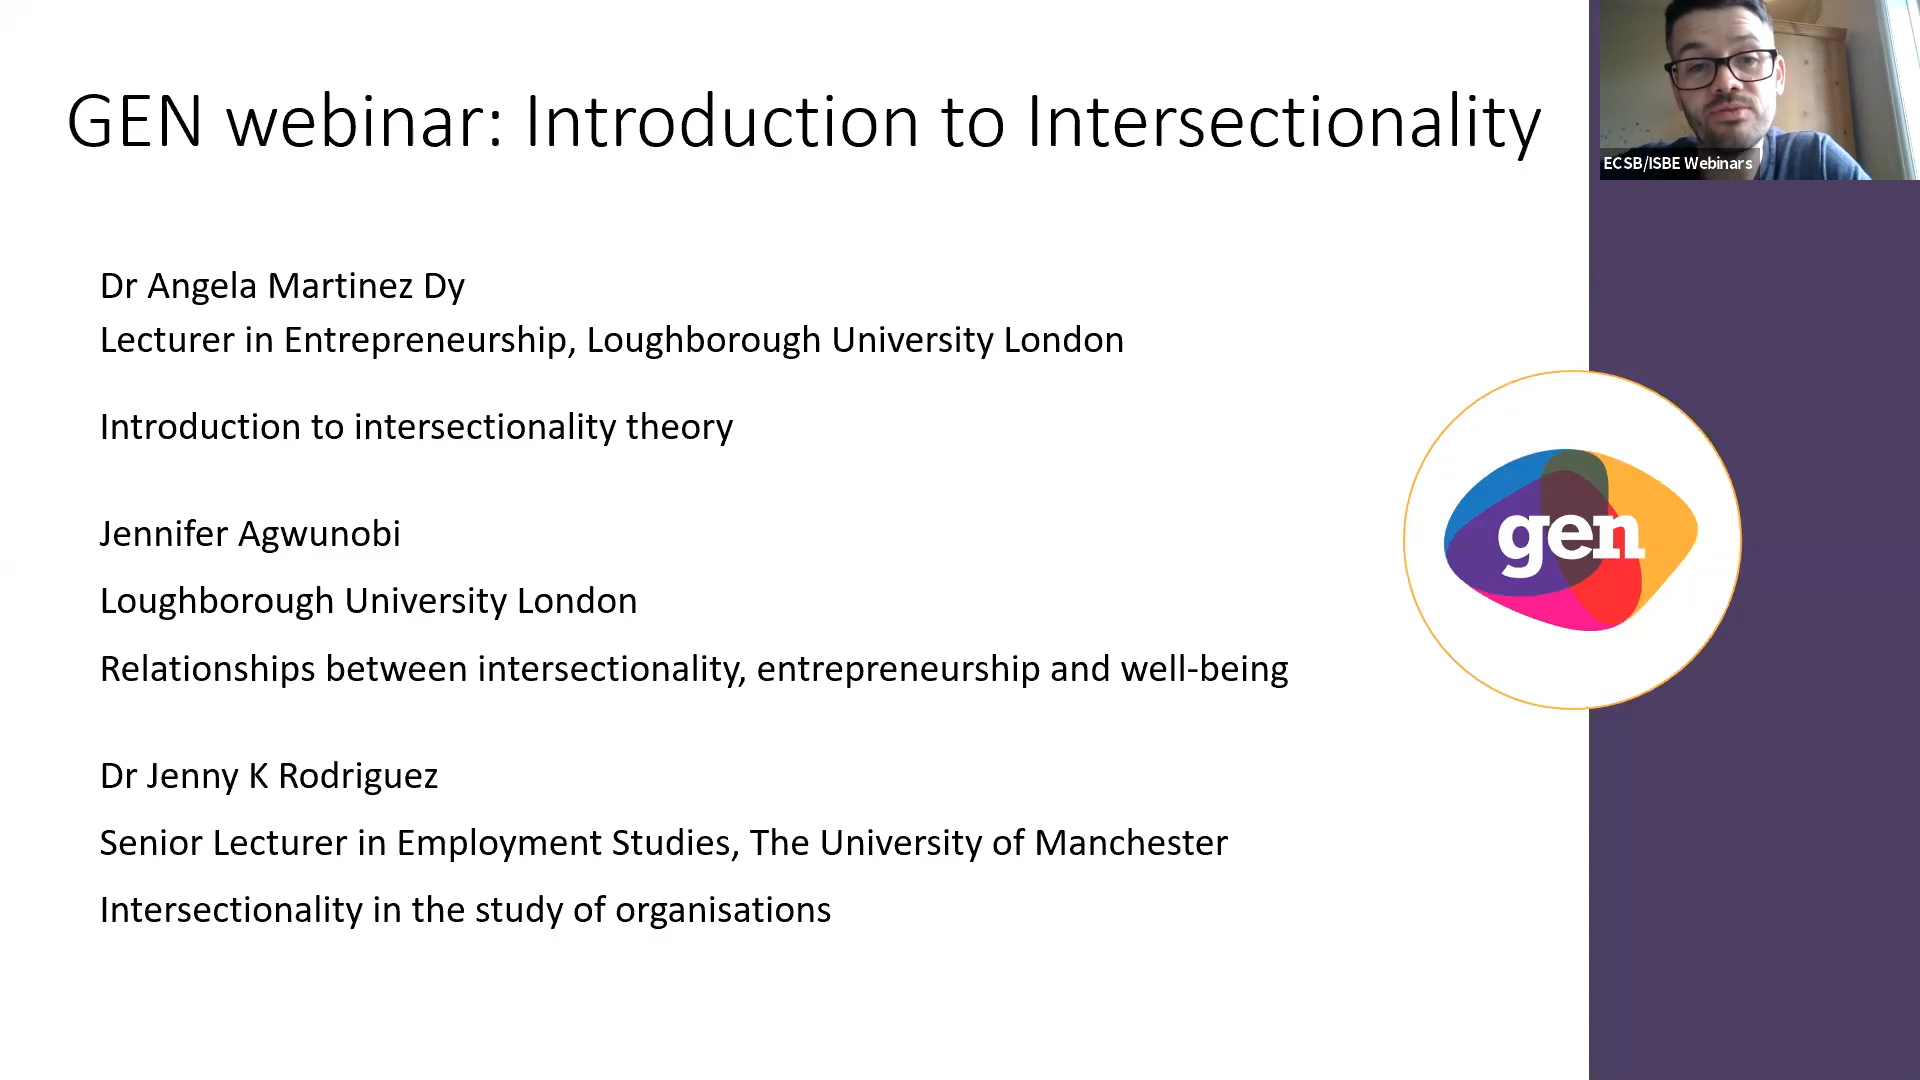 GEN webinar: Introduction to Intersectionality
ECSB/ISBE Webinars
Dr Angela Martinez Dy
Lecturer in Entrepreneurship, Loughborough University London
Introduction to intersectionality theory
Jennifer Agwunobi
Loughborough University London
Relationships between intersectionality, entrepreneurship and well-being
gen
Dr Jenny K Rodriguez
Senior Lecturer in Employment Studies, The University of Manchester
Intersectionality in the study of organisations